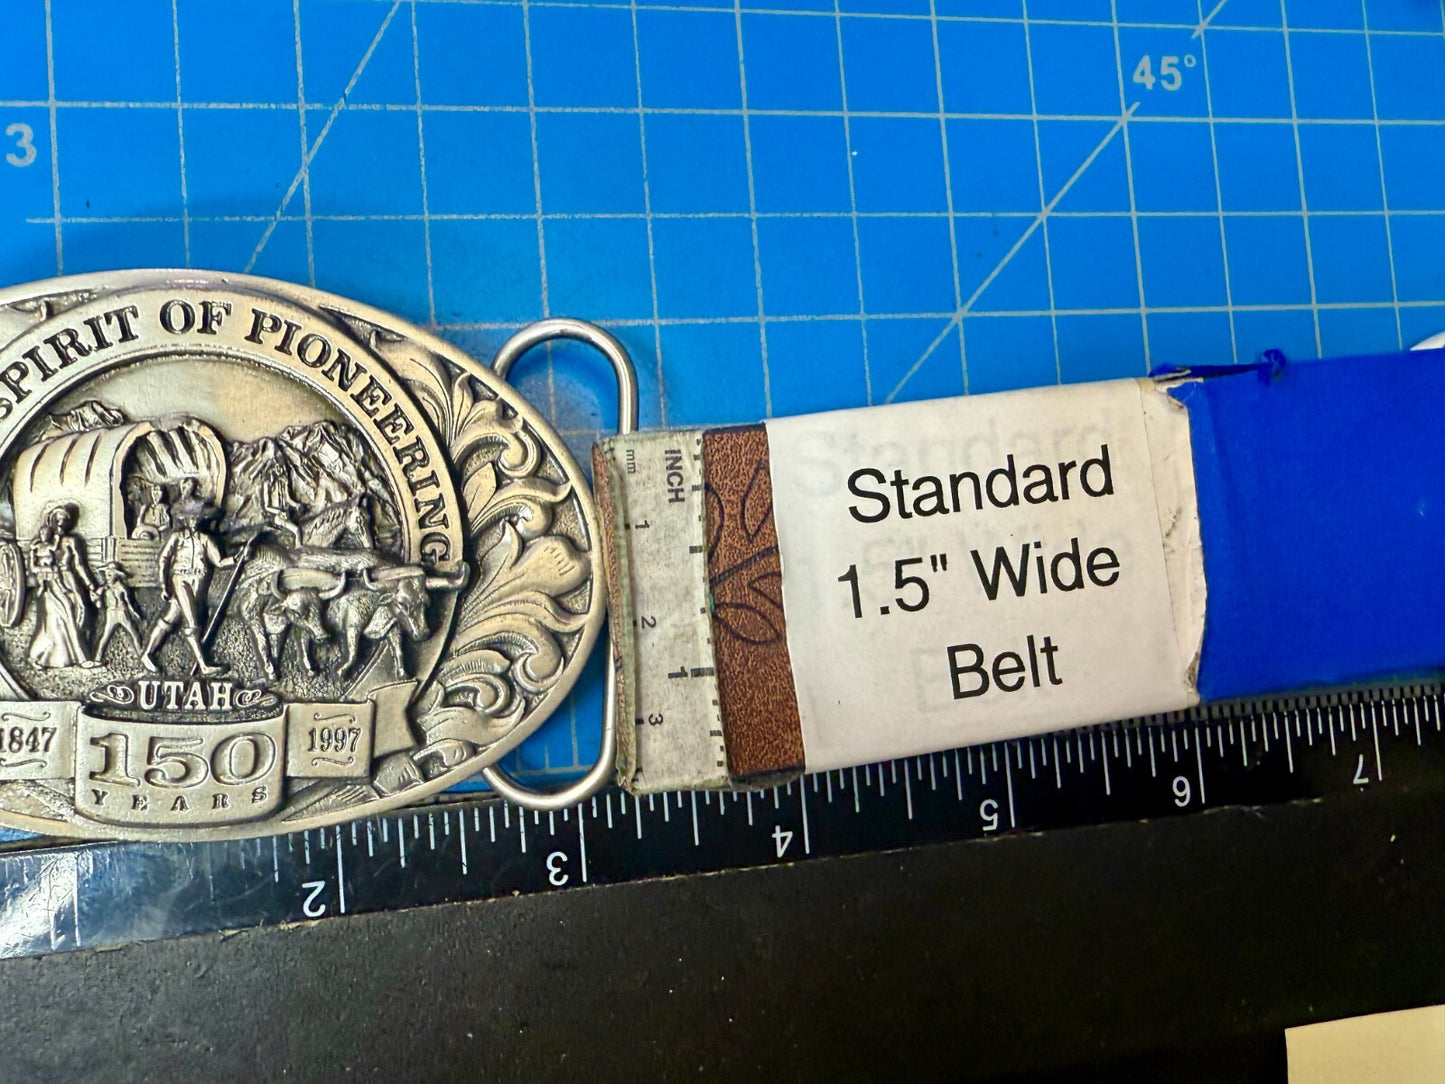 45°
3
SPIRIT OF PIONEERING
UTAH
1847
150
1997
YEARS
mm
INCH
1
2
1
3
Standard
1.5" Wide
Belt
1
2
3
4
5
6
7